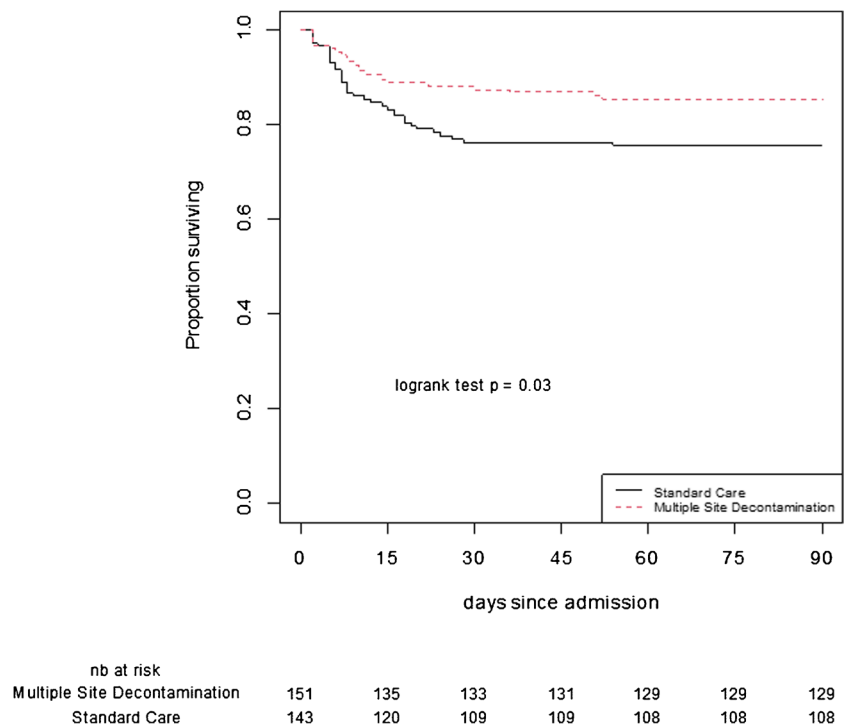 1.0
0.8
0.6
0.4
0.2
0.0
Proportion surviving
logrank test p = 0.03
Standard Care
Multiple Site Decontamination
0 15 30 45 60 75 90
days since admission
nb at risk
Multiple Site Decontamination 151 135 133 131 129 129 129
Standard Care 143 120 109 109 108 108 108